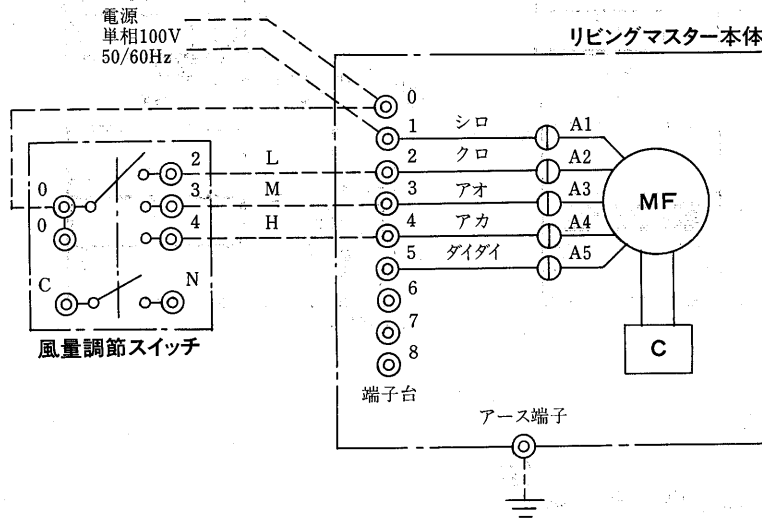 電源
単相100V
50/60Hz
リビングマスター本体
0
1 シロ A1
2 クロ A2
3 アオ A3
4 アカ A4
5 ダイダイ A5
6
7
8
端子台
MF
C
アース端子
L
M
H
0
0
2
3
4
C
N
風量調節スイッチ